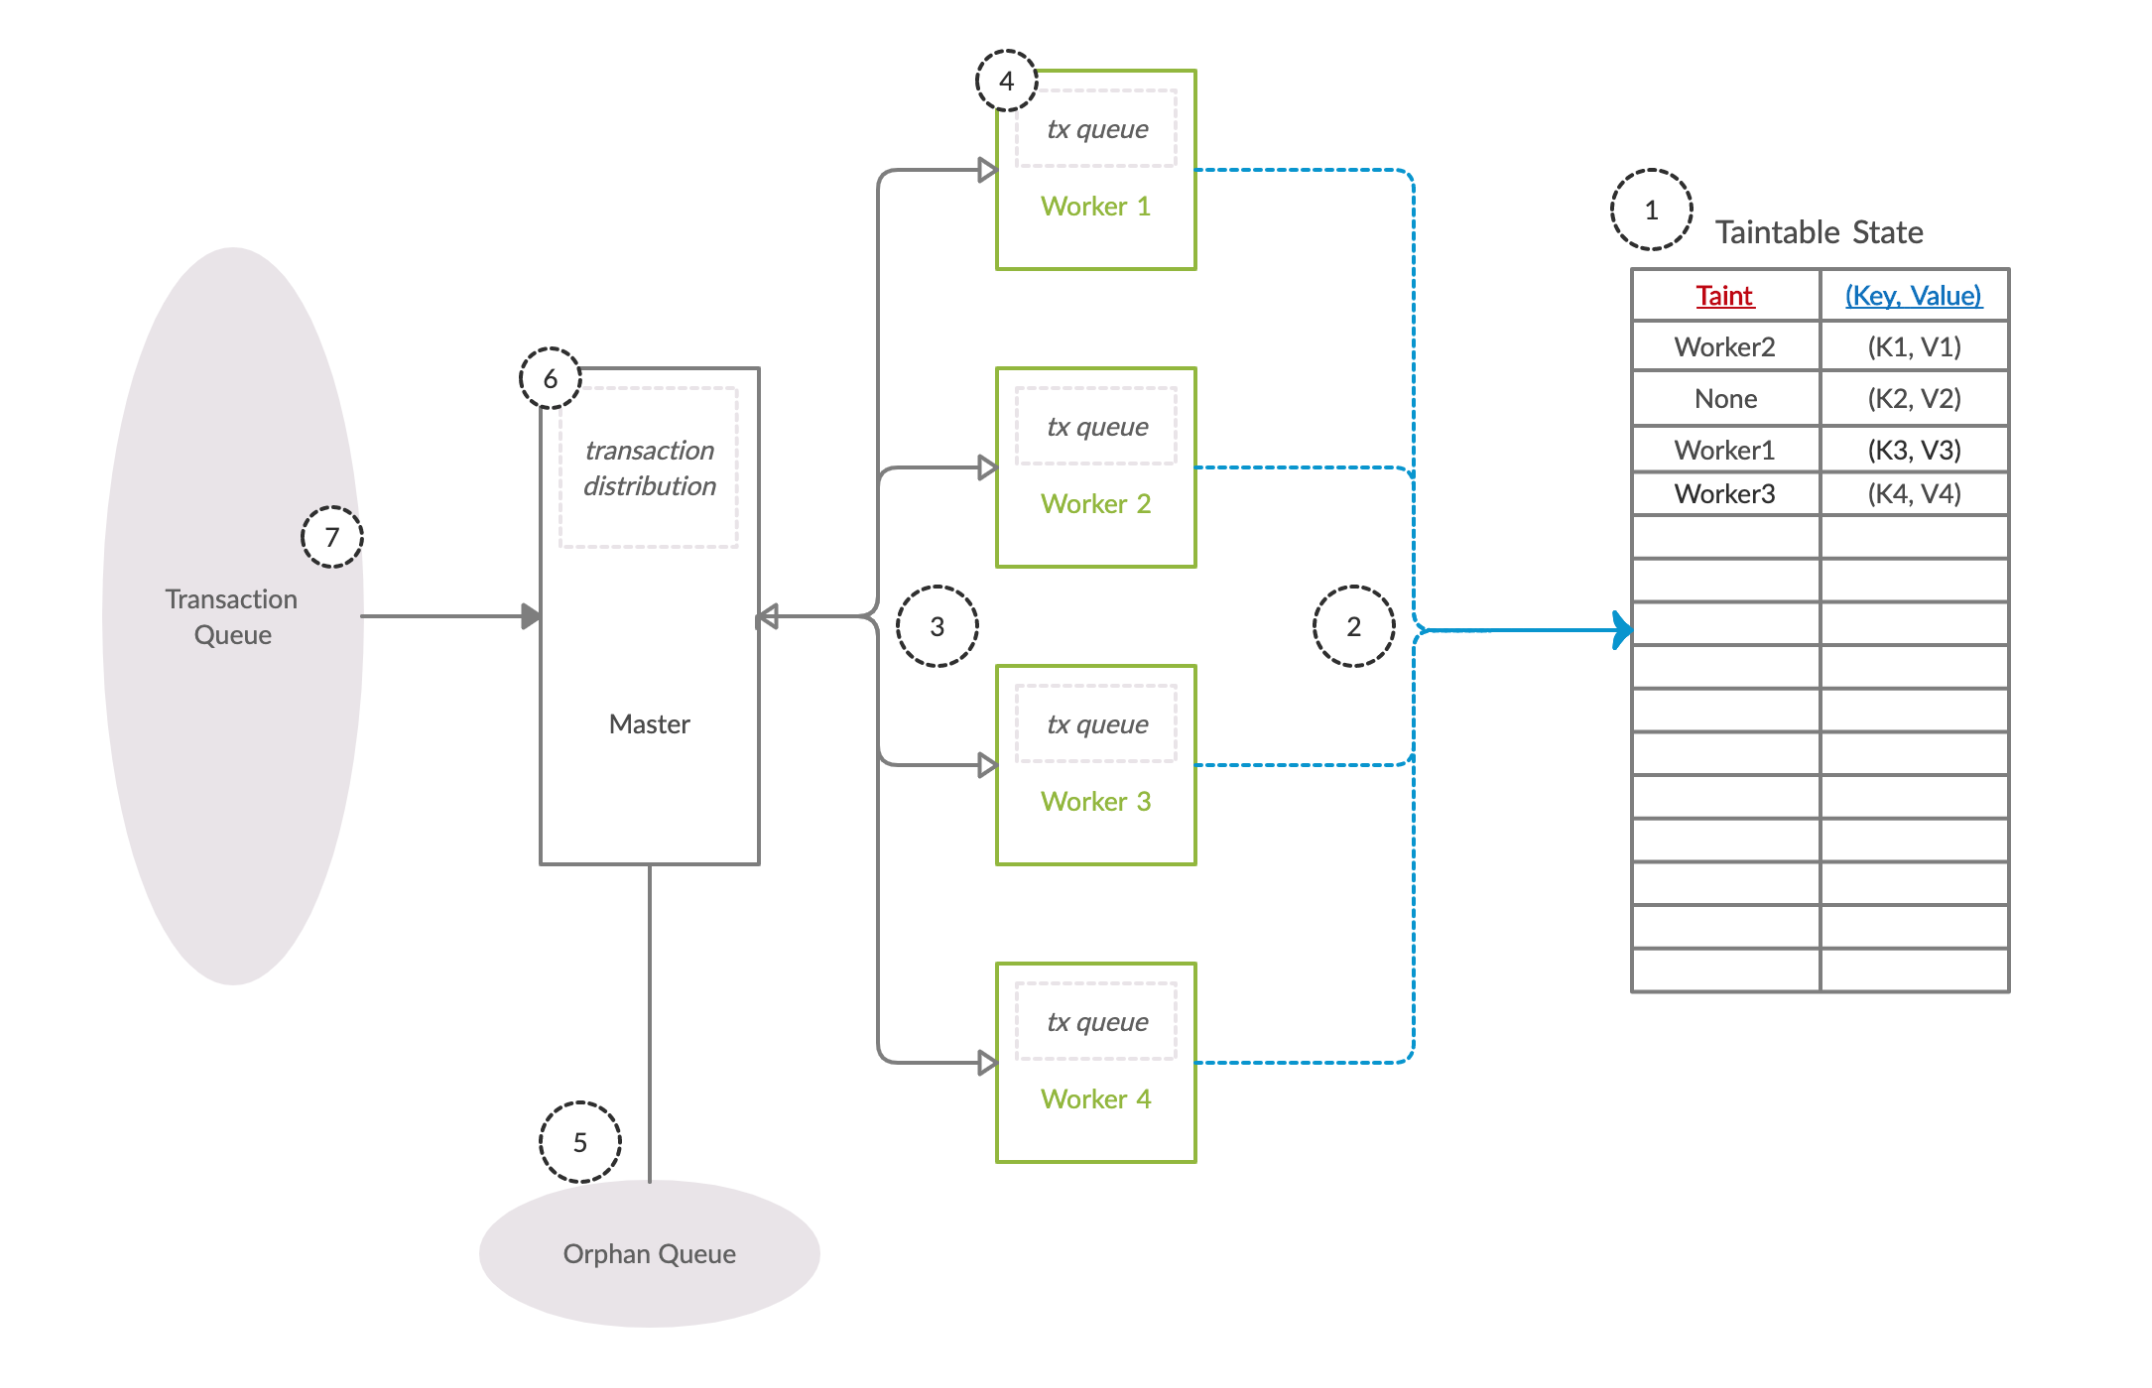 4
tx queue
Worker 1
1
Taintable State
Taint (Key, Value)
Worker2 (K1, V1)
None (K2, V2)
Worker1 (K3, V3)
Worker3 (K4, V4)
6
transaction
distribution
Master
tx queue
Worker 2
7
Transaction
Queue
3
2
tx queue
Worker 3
tx queue
Worker 4
5
Orphan Queue